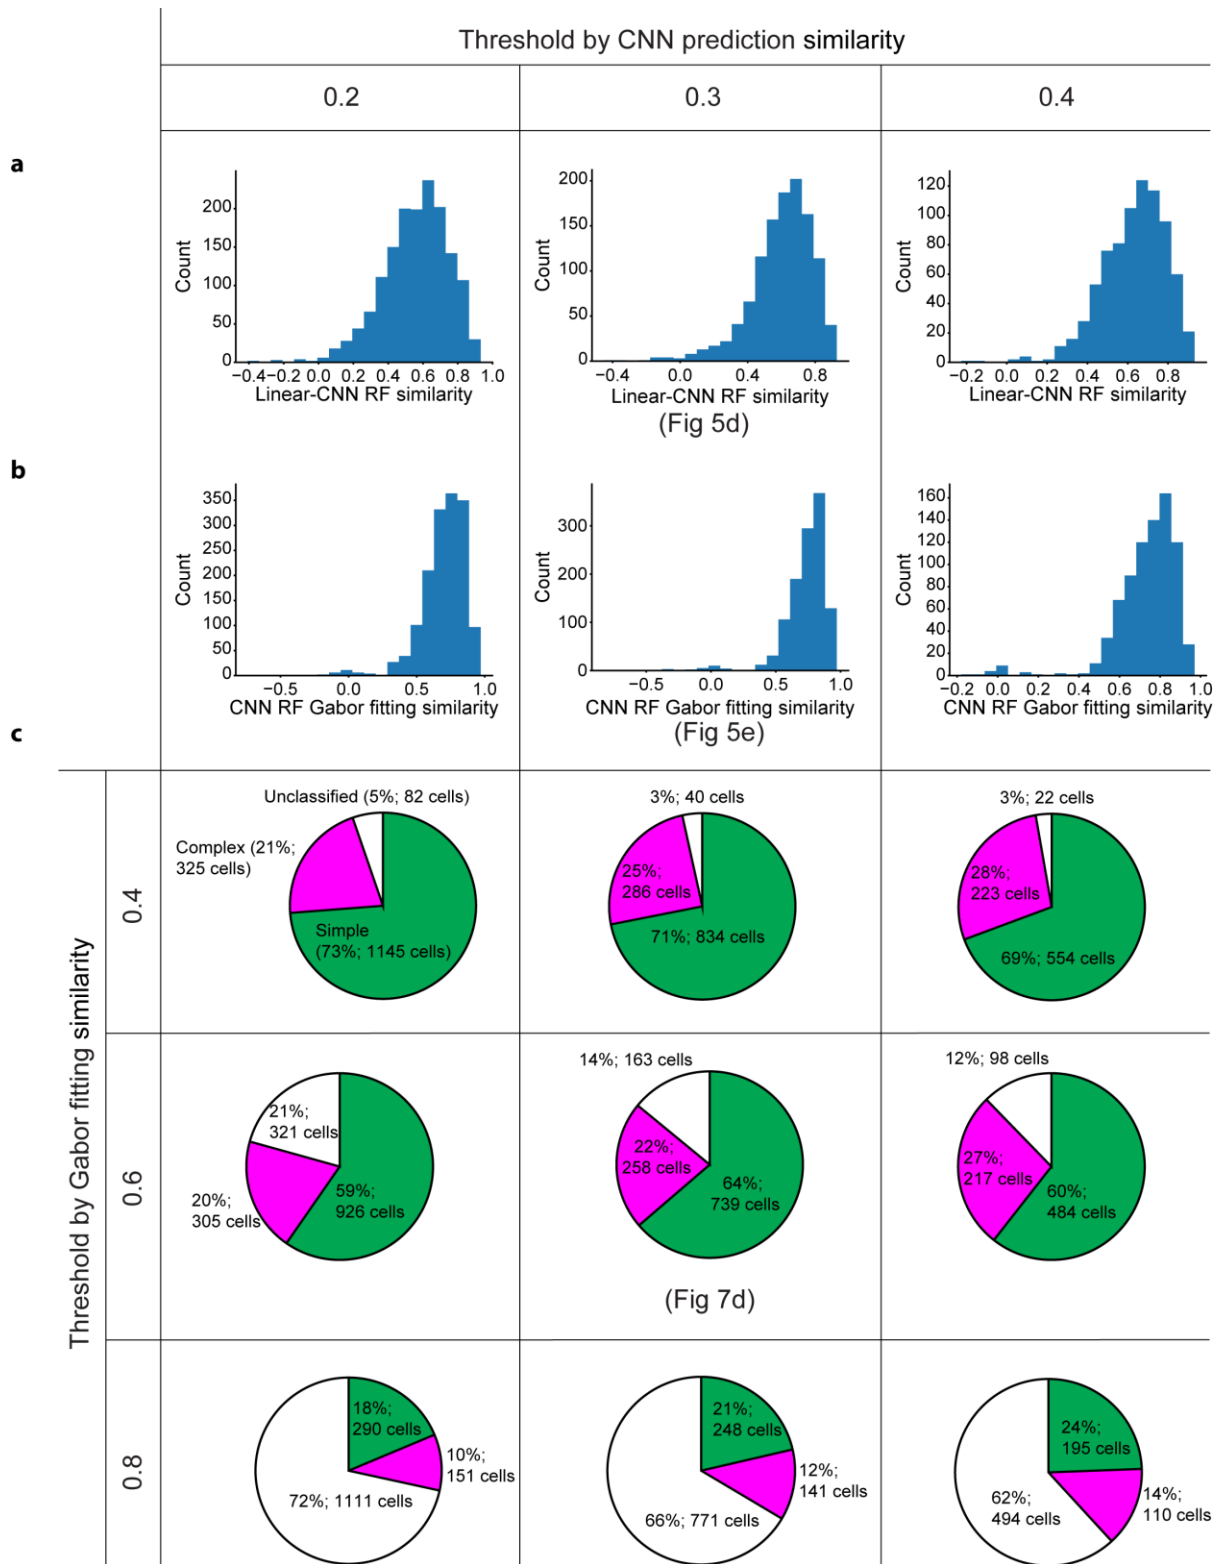 Threshold by CNN prediction similarity
0.2
0.3
0.4
a
200
150
100
50
0
Count
−0.4−0.2 0.0 0.2 0.4 0.6 0.8 1.0
Linear-CNN RF similarity
200
150
100
50
0
Count
−0.4 0.0 0.4 0.8
Linear-CNN RF similarity
(Fig 5d)
120
100
80
60
40
20
0
Count
−0.2 0.0 0.2 0.4 0.6 0.8
Linear-CNN RF similarity
b
350
300
250
200
150
100
50
0
Count
−0.5 0.0 0.5 1.0
CNN RF Gabor fitting similarity
300
200
100
0
Count
−0.5 0.0 0.5 1.0
CNN RF Gabor fitting similarity
(Fig 5e)
160
140
120
100
80
60
40
20
0
Count
−0.2 0.0 0.2 0.4 0.6 0.8 1.0
CNN RF Gabor fitting similarity
c
Threshold by Gabor fitting similarity
0.4
Unclassified (5%; 82 cells)
Complex (21%;
325 cells)
Simple
(73%; 1145 cells)
3%; 40 cells
25%;
286 cells
71%; 834 cells
3%; 22 cells
28%;
223 cells
69%; 554 cells
0.6
21%;
321 cells
20%;
305 cells
59%;
926 cells
14%; 163 cells
22%;
258 cells
64%;
739 cells
(Fig 7d)
12%; 98 cells
27%;
217 cells
60%;
484 cells
0.8
18%;
290 cells
10%;
151 cells
72%; 1111 cells
21%;
248 cells
12%;
141 cells
66%; 771 cells
24%;
195 cells
14%;
110 cells
62%;
494 cells